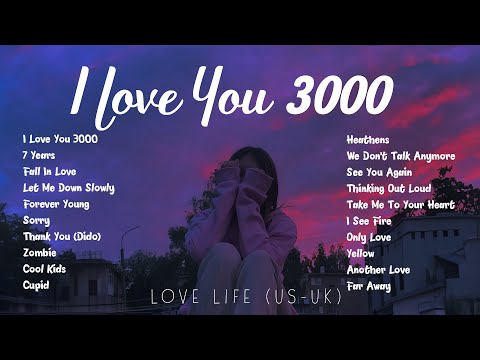 I Love You 3000
I Love You 3000
7 Years
Fall In Love
Let Me Down Slowly
Forever Young
Sorry
Thank You (Dido)
Zombie
Cool Kids
Cupid
Heathens
We Don't Talk Anymore
See You Again
Thinking Out Loud
Take Me To Your Heart
I See Fire
Only Love
Yellow
Another Love
Far Away
LOVE LIFE (US-UK)